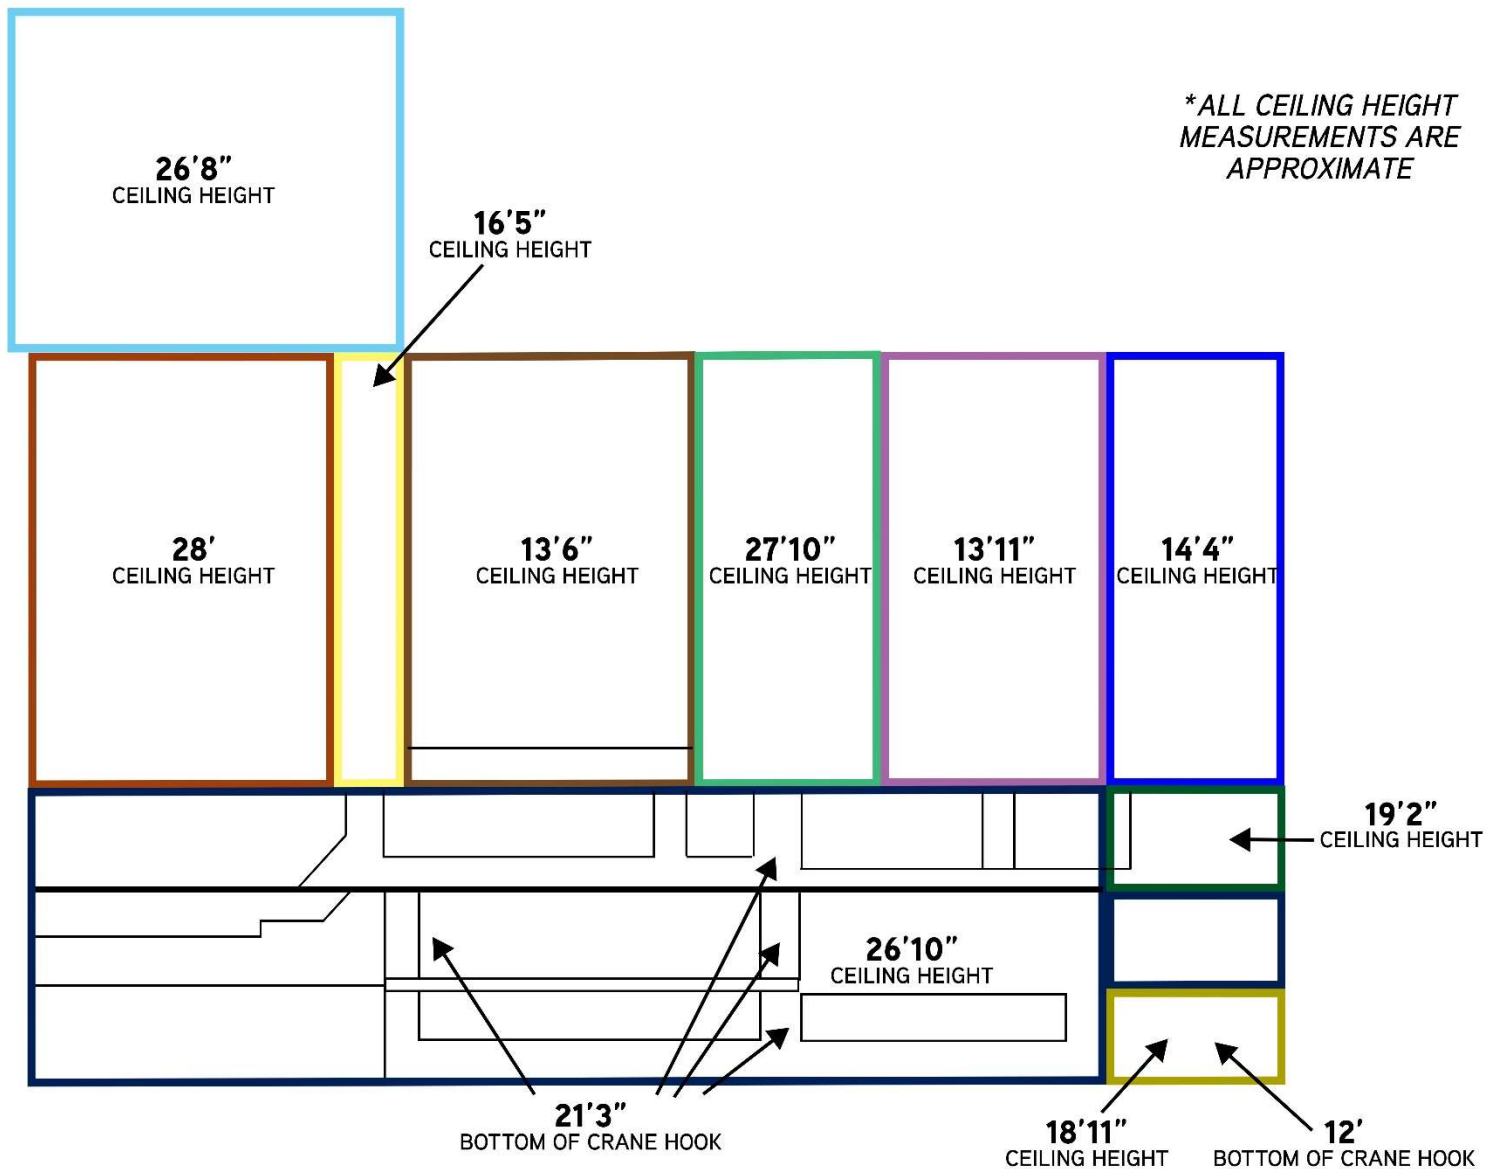 *ALL CEILING HEIGHT
MEASUREMENTS ARE
APPROXIMATE
26'8"
CEILING HEIGHT
16'5"
CEILING HEIGHT
28'
CEILING HEIGHT
13'6"
CEILING HEIGHT
27'10"
CEILING HEIGHT
13'11"
CEILING HEIGHT
14'4"
CEILING HEIGHT
19'2"
CEILING HEIGHT
26'10"
CEILING HEIGHT
21'3"
BOTTOM OF CRANE HOOK
18'11"
CEILING HEIGHT
12'
BOTTOM OF CRANE HOOK